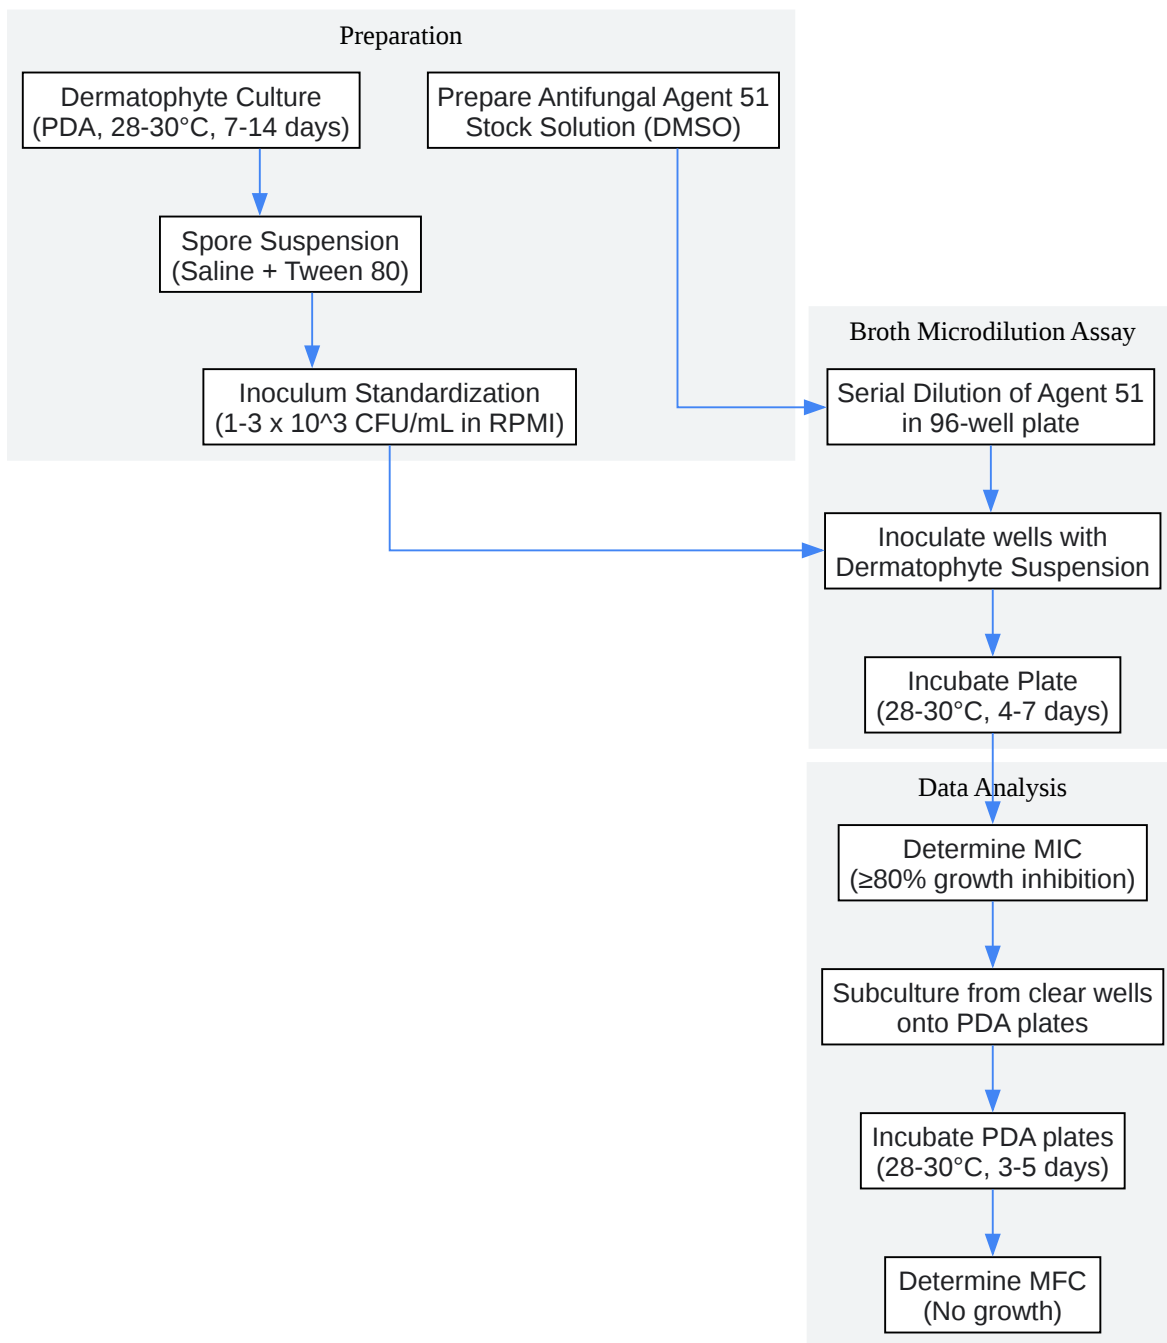 Preparation
Dermatophyte Culture
(PDA, 28-30°C, 7-14 days)
Prepare Antifungal Agent 51
Stock Solution (DMSO)
Spore Suspension
(Saline + Tween 80)
Inoculum Standardization
(1-3 x 10^3 CFU/mL in RPMI)
Broth Microdilution Assay
Serial Dilution of Agent 51
in 96-well plate
Inoculate wells with
Dermatophyte Suspension
Incubate Plate
(28-30°C, 4-7 days)
Data Analysis
Determine MIC
(≥80% growth inhibition)
Subculture from clear wells
onto PDA plates
Incubate PDA plates
(28-30°C, 3-5 days)
Determine MFC
(No growth)